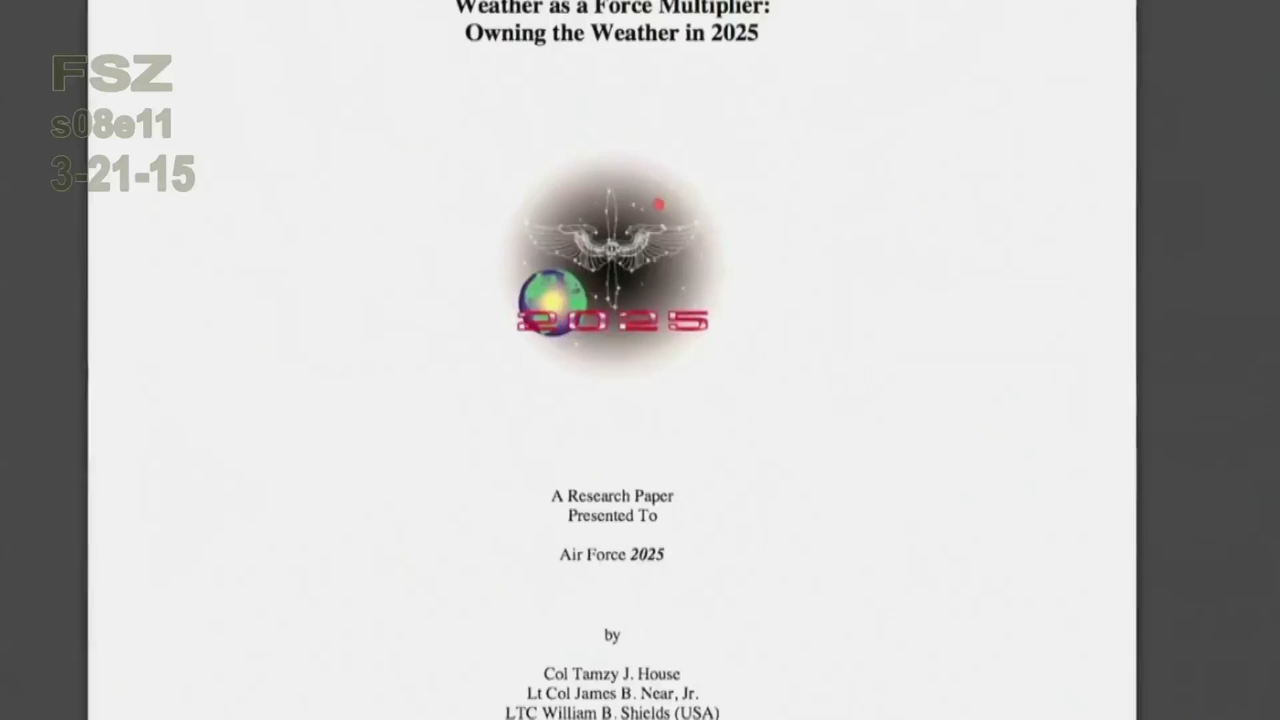 Weather as a Force Multiplier:
Owning the Weather in 2025
FSZ
s08e11
3-21-15
2025
A Research Paper
Presented To
Air Force 2025
by
Col Tamzy J. House
Lt Col James B. Near, Jr.
LTC William B. Shields (USA)